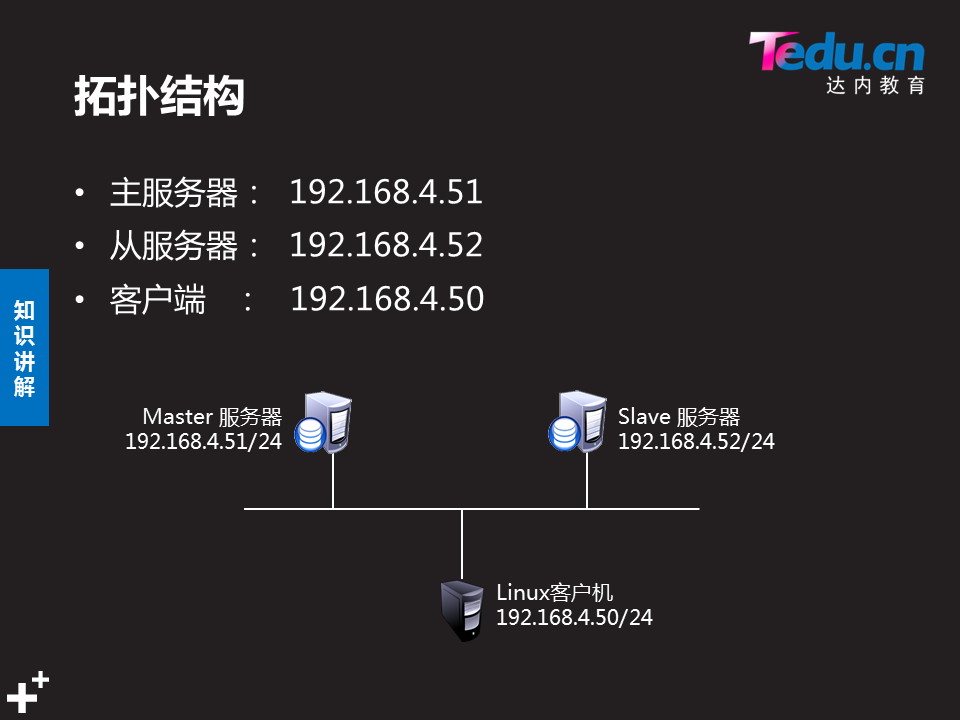 Tedu.cn
达内教育
拓扑结构
• 主服务器： 192.168.4.51
• 从服务器： 192.168.4.52
• 客户端 ： 192.168.4.50
知识讲解
Master 服务器
192.168.4.51/24
Slave 服务器
192.168.4.52/24
Linux客户机
192.168.4.50/24